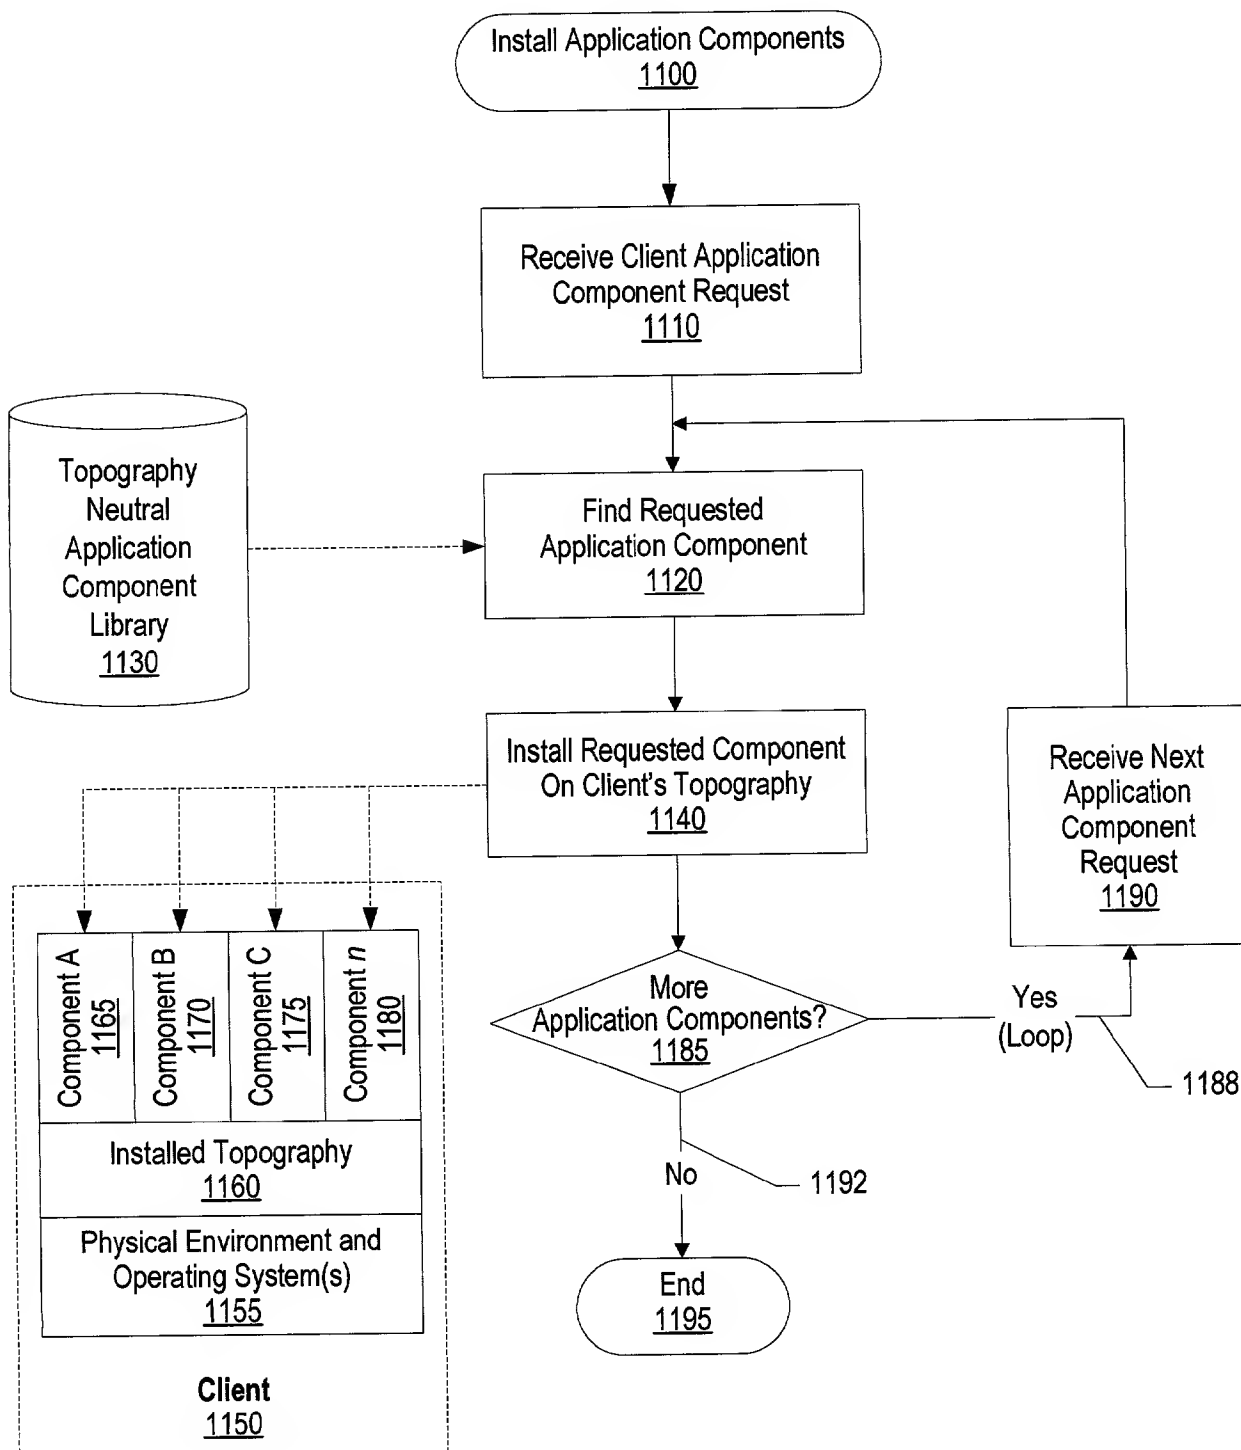 Install Application Components
1100
Receive Client Application
Component Request
1110
Topography
Neutral
Application
Component
Library
1130
Find Requested
Application Component
1120
Install Requested Component
On Client's Topography
1140
Receive Next
Application
Component
Request
1190
Component A
1165
Component B
1170
Component C
1175
Component n
1180
More
Application Components?
1185
Yes
(Loop)
1188
Installed Topography
1160
No
1192
Physical Environment and
Operating System(s)
1155
End
1195
Client
1150